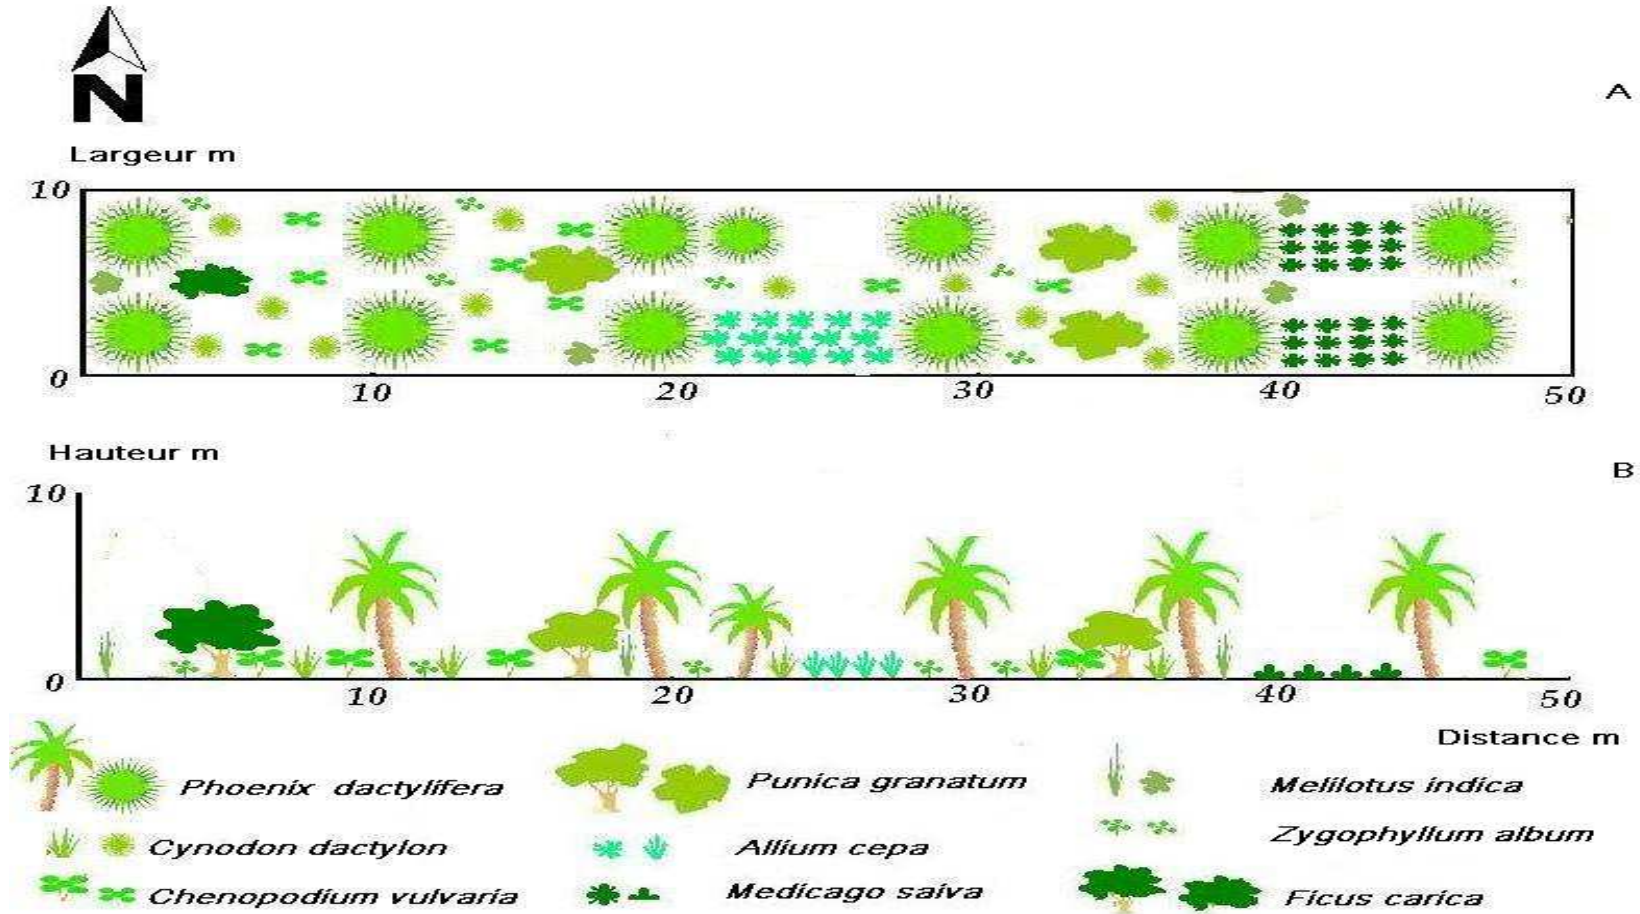 N
A
Largeur m
10
0
10 20 30 40 50
Hauteur m
B
10
0
10 20 30 40 50
Distance m
Phoenix dactylifera Punica granatum Melilotus indica
Cynodon dactylon Allium cepa Zygophyllum album
Chenopodium vulvaria Medicago saiva Ficus carica